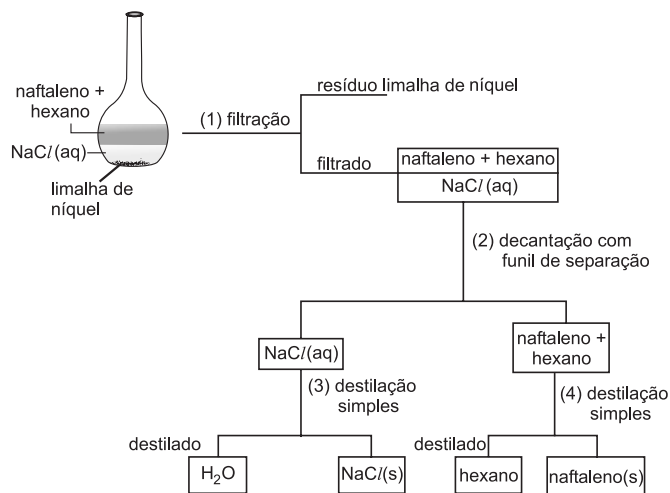 naftaleno +
hexano
NaCl(aq)
limalha de
níquel
(1) filtração
resíduo limalha de níquel
filtrado
naftaleno + hexano
NaCl(aq)
(2) decantação com
funil de separação
NaCl(aq)
naftaleno +
hexano
(3) destilação
simples
(4) destilação
simples
destilado
H₂O
NaCl(s)
destilado
hexano
naftaleno(s)